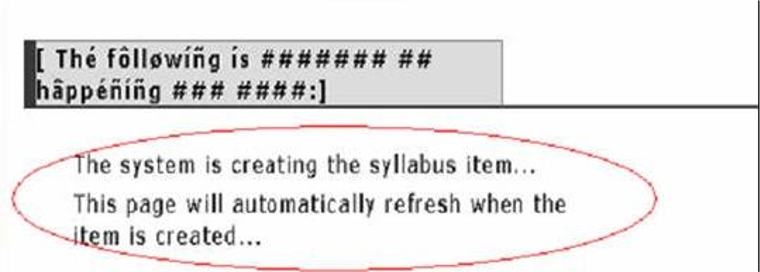 [ Thé fôlløwíñg ís ####### ##
hâppéñíñg ### ####:]
The system is creating the syllabus item...
This page will automatically refresh when the
item is created...